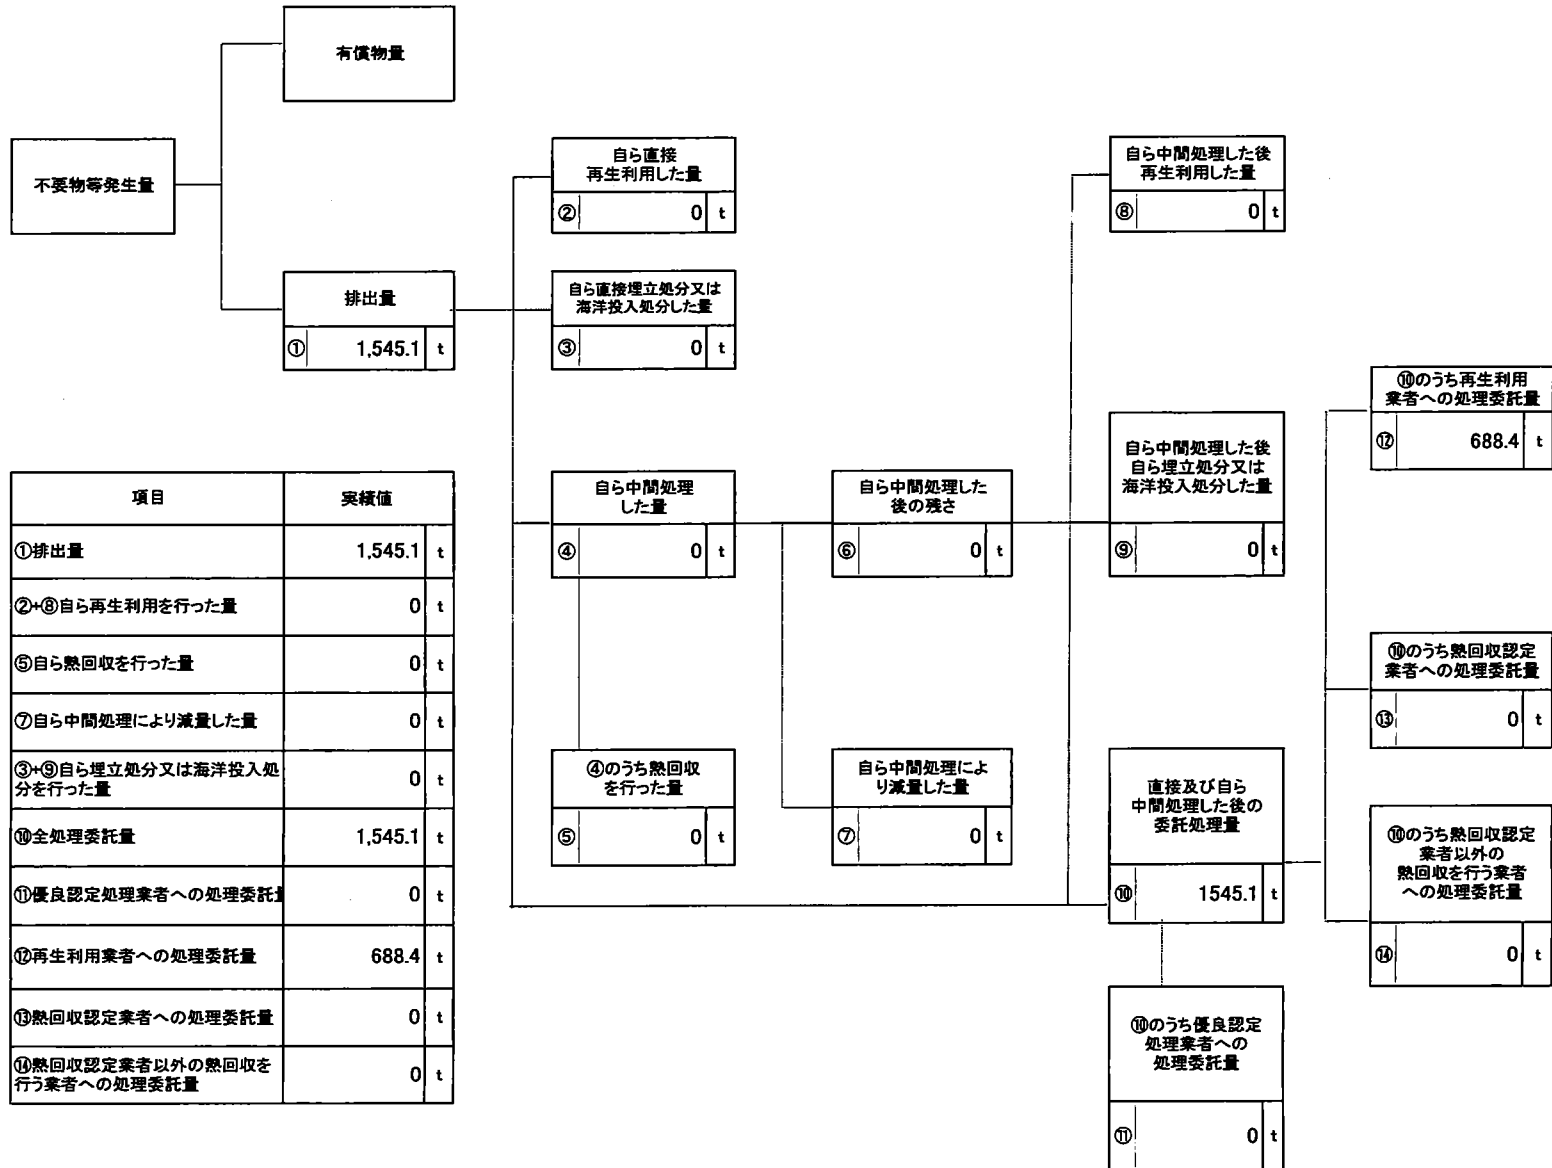 有償物量
不要物等発生量
排出量
① 1,545.1 t
自ら直接
再生利用した量
② 0 t
自ら直接埋立処分又は
海洋投入処分した量
③ 0 t
自ら中間処理
した量
④ 0 t
④のうち熱回収
を行った量
⑤ 0 t
自ら中間処理した
後の残さ
⑥ 0 t
自ら中間処理によ
り減量した量
⑦ 0 t
自ら中間処理した後
再生利用した量
⑧ 0 t
自ら中間処理した後
自ら埋立処分又は
海洋投入処分した量
⑨ 0 t
直接及び自ら
中間処理した後の
委託処理量
⑩ 1545.1 t
⑩のうち優良認定
処理業者への
処理委託量
⑪ 0 t
⑩のうち再生利用
業者への処理委託量
⑫ 688.4 t
⑩のうち熱回収認定
業者への処理委託量
⑬ 0 t
⑩のうち熱回収認定
業者以外の
熱回収を行う業者
への処理委託量
⑭ 0 t
項目 実績値
①排出量 1,545.1 t
②+⑧自ら再生利用を行った量 0 t
⑤自ら熱回収を行った量 0 t
⑦自ら中間処理により減量した量 0 t
③+⑨自ら埋立処分又は海洋投入処
分を行った量 0 t
⑩全処理委託量 1,545.1 t
⑪優良認定処理業者への処理委託量 0 t
⑫再生利用業者への処理委託量 688.4 t
⑬熱回収認定業者への処理委託量 0 t
⑭熱回収認定業者以外の熱回収を
行う業者への処理委託量 0 t